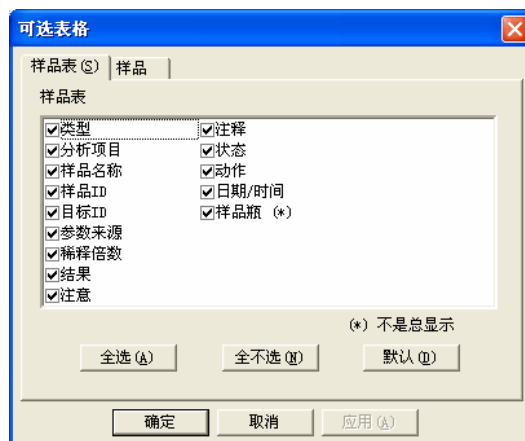 可选表格
样品表(S) 样品
样品表
类型
分析项目
样品名称
样品ID
目标ID
参数来源
稀释倍数
结果
注意
注释
状态
动作
日期/时间
样品瓶 (*)
(*) 不是总显示
全选(A) 全不选(N) 默认(D)
确定 取消 应用(A)